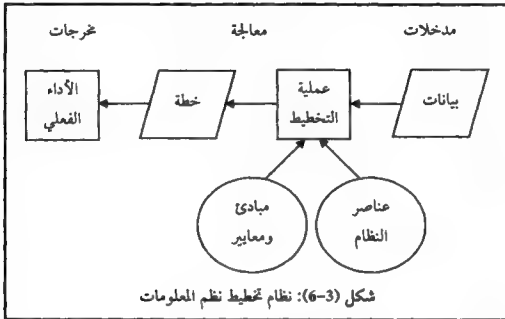 مدخلات
معالجة
مخرجات
بيانات
عملية
التخطيط
خطة
الأداء
الفعلي
عناصر
النظام
مبادئ
ومعايير
شكل (3-6): نظام تخطيط نظم المعلومات